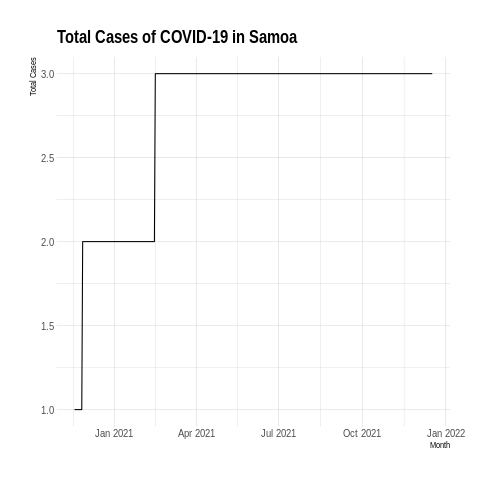 Total Cases of COVID-19 in Samoa
Total Cases
3.0
2.5
2.0
1.5
1.0
Jan 2021 Apr 2021 Jul 2021 Oct 2021 Jan 2022
Month